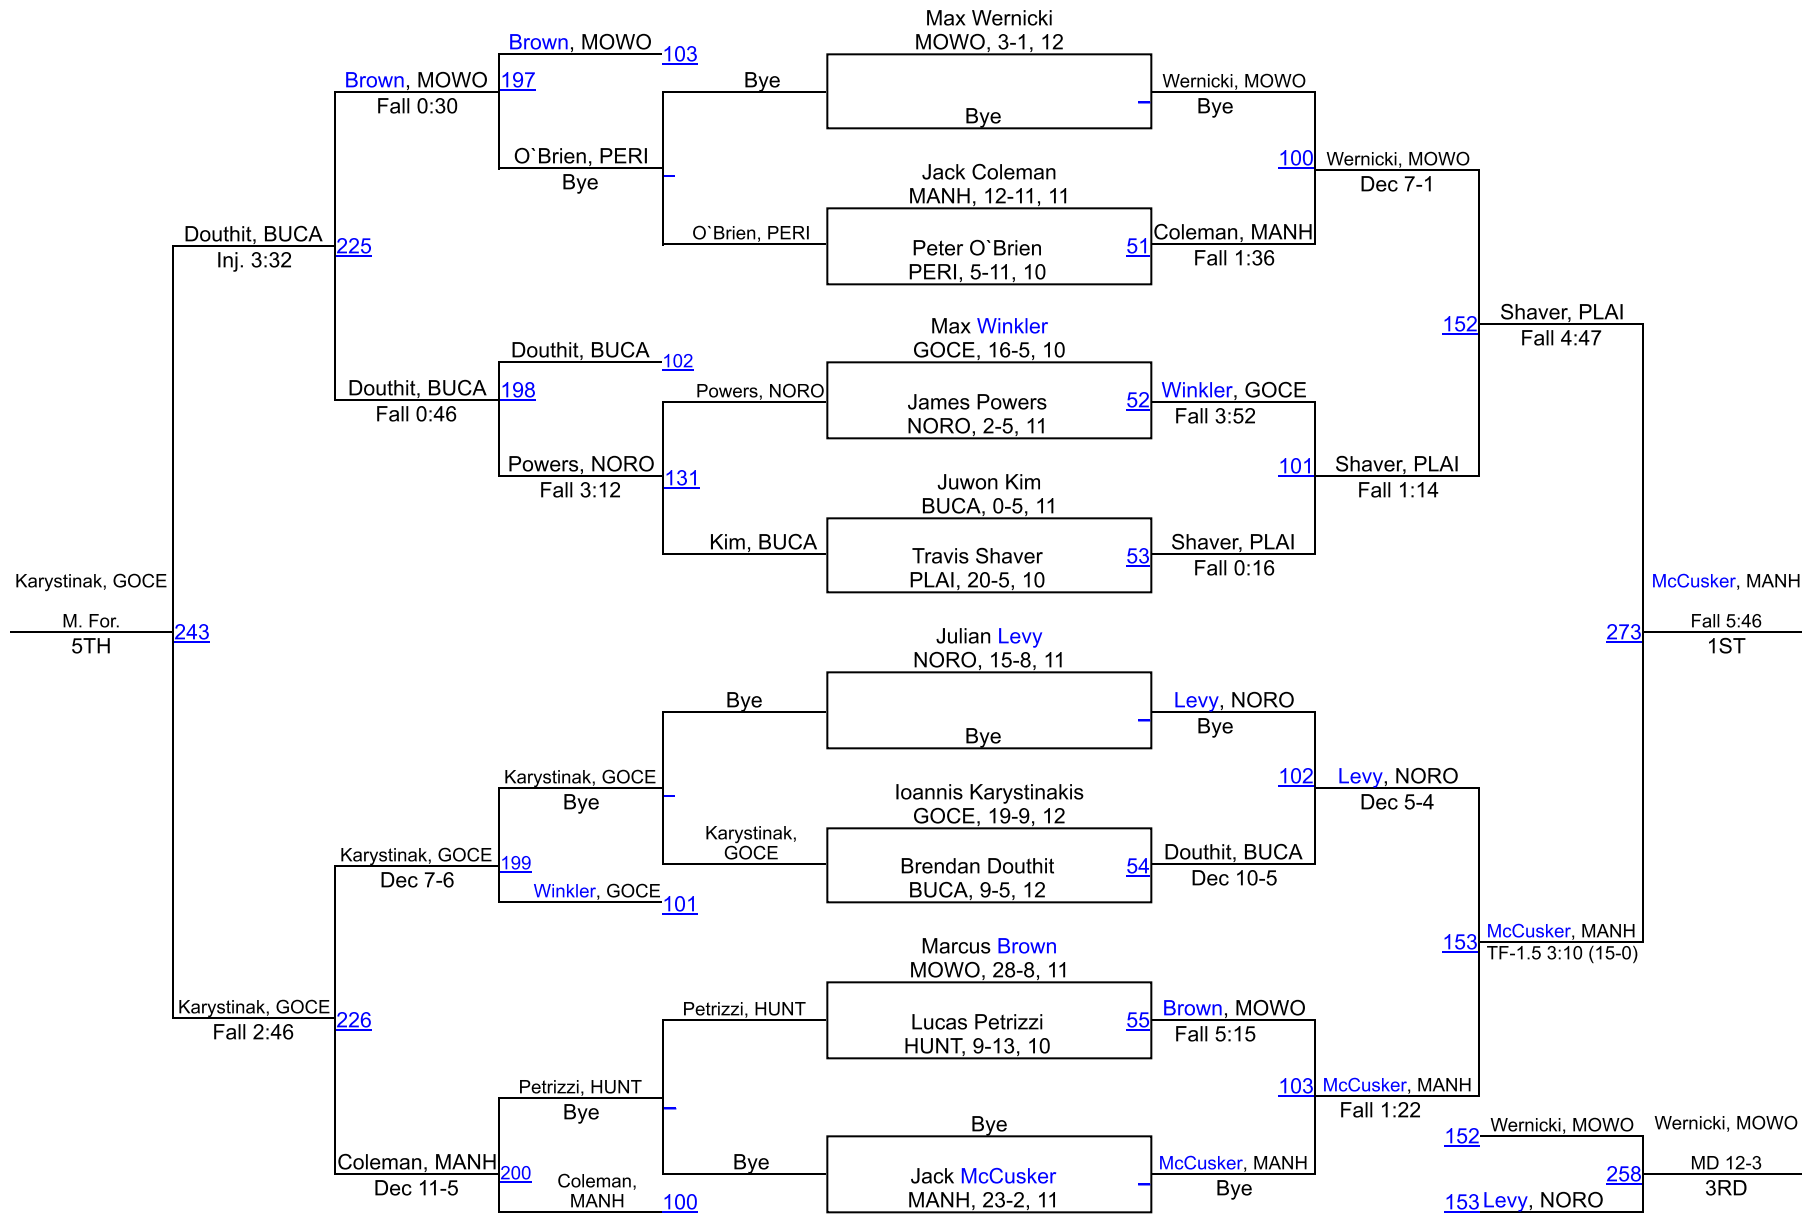 Max Wernicki
MOWO, 3-1, 12
Brown, MOWO
103
Brown, MOWO
197
Fall 0:30
Bye
Bye
Wernicki, MOWO
Bye
O`Brien, PERI
Bye
Jack Coleman
MANH, 12-11, 11
100
Wernicki, MOWO
Dec 7-1
O`Brien, PERI
Peter O`Brien
PERI, 5-11, 10
51
Coleman, MANH
Fall 1:36
Douthit, BUCA
Inj. 3:32
225
Max Winkler
GOCE, 16-5, 10
152
Shaver, PLAI
Fall 4:47
Douthit, BUCA
102
Douthit, BUCA
198
Fall 0:46
Powers, NORO
James Powers
NORO, 2-5, 11
52
Winkler, GOCE
Fall 3:52
Powers, NORO
Fall 3:12
131
Juwon Kim
BUCA, 0-5, 11
101
Shaver, PLAI
Fall 1:14
Kim, BUCA
Travis Shaver
PLAI, 20-5, 10
53
Shaver, PLAI
Fall 0:16
Karystinak, GOCE
M. For.
5TH
243
McCusker, MANH
273
Fall 5:46
1ST
Julian Levy
NORO, 15-8, 11
Bye
Bye
Levy, NORO
Bye
Karystinak, GOCE
Bye
Ioannis Karystinakis
GOCE, 19-9, 12
102
Levy, NORO
Dec 5-4
Karystinak,
GOCE
Brendan Douthit
BUCA, 9-5, 12
54
Douthit, BUCA
Dec 10-5
Karystinak, GOCE
199
Dec 7-6
Winkler, GOCE
101
Marcus Brown
MOWO, 28-8, 11
153
McCusker, MANH
TF-1.5 3:10 (15-0)
Karystinak, GOCE
226
Fall 2:46
Petrizzi, HUNT
Lucas Petrizzi
HUNT, 9-13, 10
55
Brown, MOWO
Fall 5:15
Petrizzi, HUNT
Bye
103
McCusker, MANH
Fall 1:22
Bye
Coleman, MANH
200
Dec 11-5
Bye
Jack McCusker
MANH, 23-2, 11
McCusker, MANH
Bye
Coleman,
MANH
100
152
Wernicki, MOWO
Wernicki, MOWO
258
MD 12-3
3RD
153
Levy, NORO